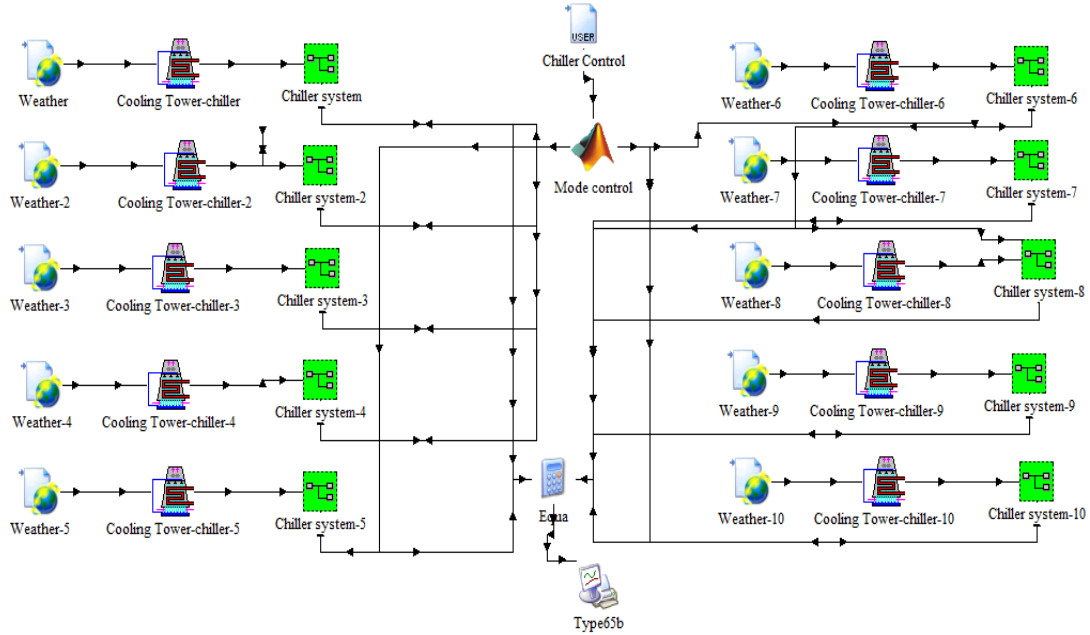 USER
Chiller Control
Weather
Cooling Tower-chiller
Chiller system
Mode control
Weather-6
Cooling Tower-chiller-6
Chiller system-6
Weather-2
Cooling Tower-chiller-2
Chiller system-2
Weather-7
Cooling Tower-chiller-7
Chiller system-7
Weather-3
Cooling Tower-chiller-3
Chiller system-3
Weather-8
Cooling Tower-chiller-8
Chiller system-8
Weather-4
Cooling Tower-chiller-4
Chiller system-4
Weather-9
Cooling Tower-chiller-9
Chiller system-9
Weather-5
Cooling Tower-chiller-5
Chiller system-5
Equa
Weather-10
Cooling Tower-chiller-10
Chiller system-10
Type65b